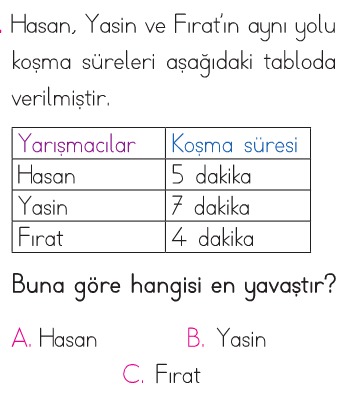 Hasan, Yasin ve Fırat'ın aynı yolu
koşma süreleri aşağıdaki tabloda
verilmiştir.
Yarışmacılar Koşma süresi
Hasan 5 dakika
Yasin 7 dakika
Fırat 4 dakika
Buna göre hangisi en yavaştır?
A. Hasan B. Yasin
C. Fırat